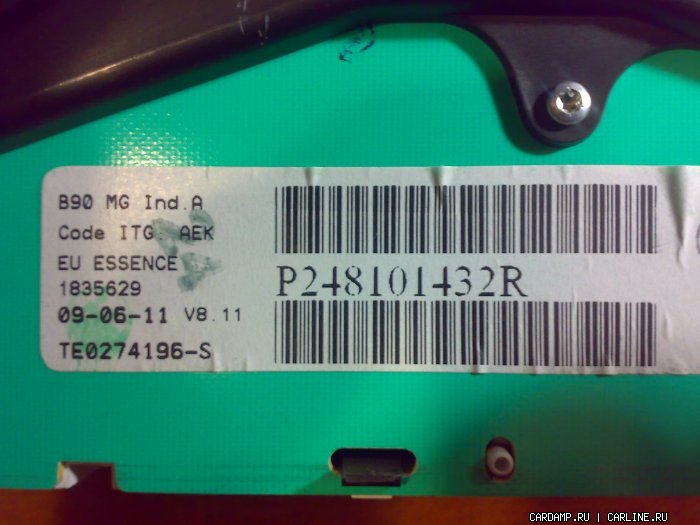 B90 MG Ind.A
Code ITG. AEK
EU ESSENCE
1835629
09-06-11 V8.11
TE0274196-S
P248101432R
CARDAMP.RU | CARLINE.RU